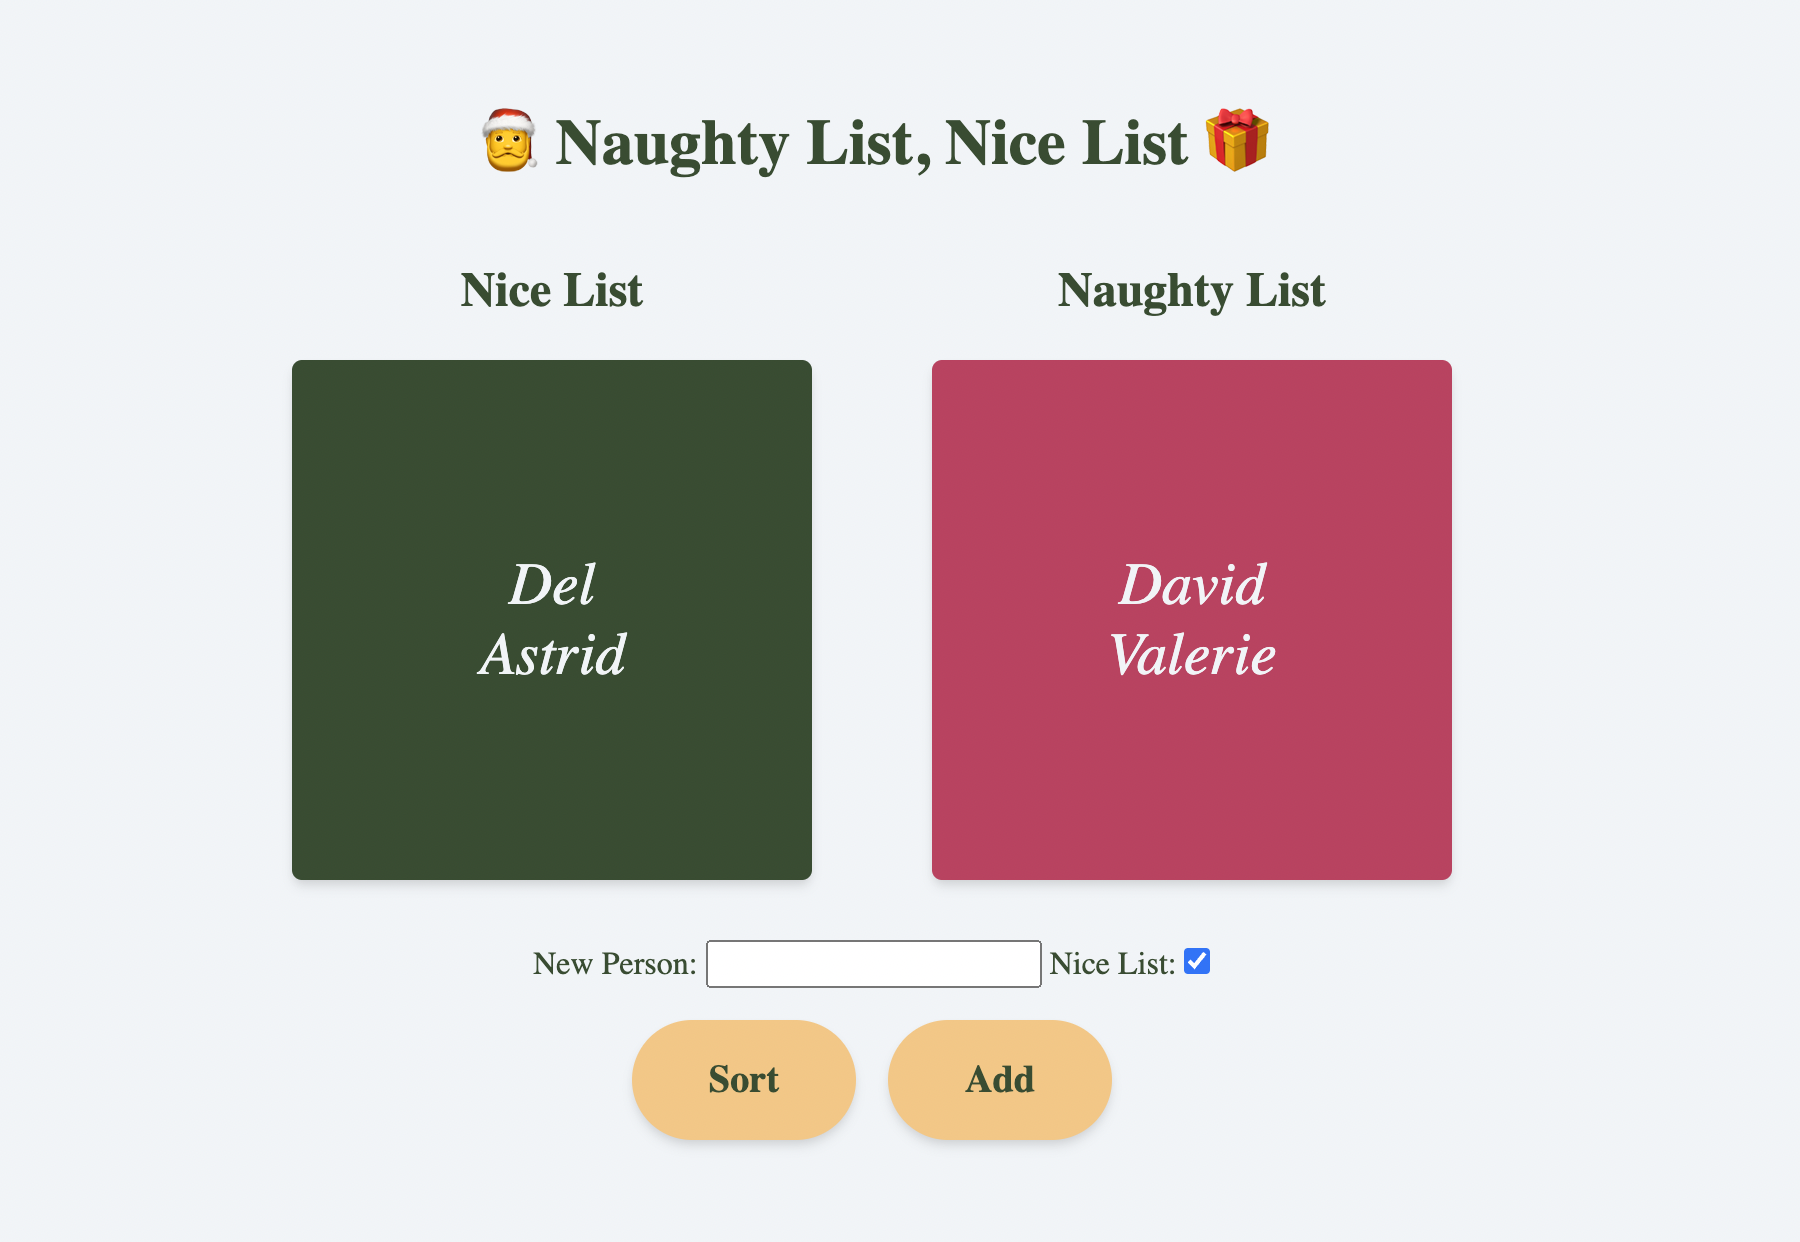 🎅 Naughty List, Nice List 🎁
Nice List
Naughty List
Del
Astrid
David
Valerie
New Person:
Nice List:
Sort
Add